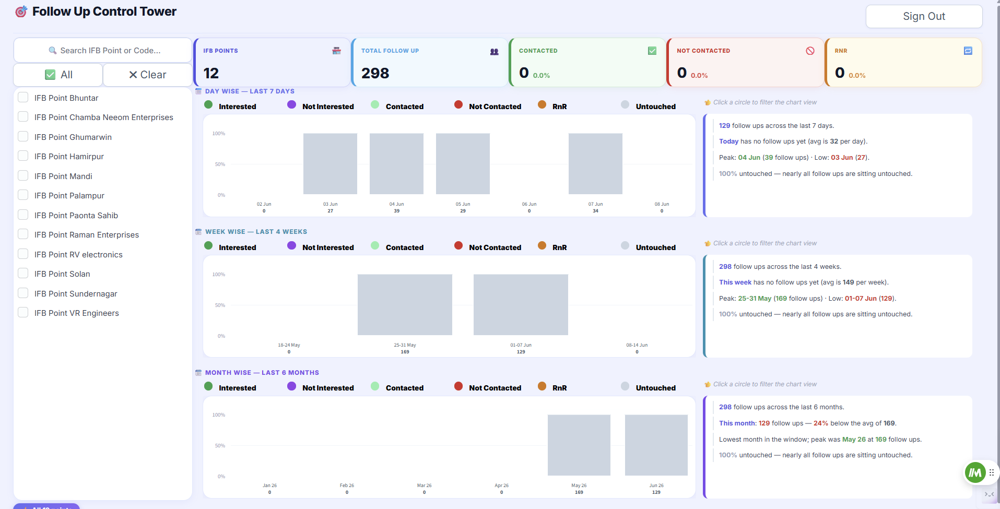 Follow Up Control Tower
Sign Out
Search IFB Point or Code...
All
Clear
IFB POINTS
12
TOTAL FOLLOW UP
298
CONTACTED
0 0.0%
NOT CONTACTED
0 0.0%
RNR
0 0.0%
IFB Point Bhuntar
IFB Point Chamba Neeom Enterprises
IFB Point Ghumarwin
IFB Point Hamirpur
IFB Point Mandi
IFB Point Palampur
IFB Point Paonta Sahib
IFB Point Raman Enterprises
IFB Point RV electronics
IFB Point Solan
IFB Point Sundernagar
IFB Point VR Engineers
DAY WISE — LAST 7 DAYS
Interested Not Interested Contacted Not Contacted RnR Untouched
Click a circle to filter the chart view
100%
50%
0%
02 Jun 03 Jun 04 Jun 05 Jun 06 Jun 07 Jun 08 Jun
0 27 39 29 0 34 0
129 follow ups across the last 7 days.
Today has no follow ups yet (avg is 32 per day).
Peak: 04 Jun (39 follow ups) · Low: 03 Jun (27).
100% untouched — nearly all follow ups are sitting untouched.
WEEK WISE — LAST 4 WEEKS
Interested Not Interested Contacted Not Contacted RnR Untouched
Click a circle to filter the chart view
100%
50%
0%
18-24 May 25-31 May 01-07 Jun 08-14 Jun
0 169 129 0
298 follow ups across the last 4 weeks.
This week has no follow ups yet (avg is 149 per week).
Peak: 25-31 May (169 follow ups) · Low: 01-07 Jun (129).
100% untouched — nearly all follow ups are sitting untouched.
MONTH WISE — LAST 6 MONTHS
Interested Not Interested Contacted Not Contacted RnR Untouched
Click a circle to filter the chart view
100%
50%
0%
Jan 26 Feb 26 Mar 26 Apr 26 May 26 Jun 26
0 0 0 0 169 129
298 follow ups across the last 6 months.
This month: 129 follow ups — 24% below the avg of 169.
Lowest month in the window; peak was May 26 at 169 follow ups.
100% untouched — nearly all follow ups are sitting untouched.